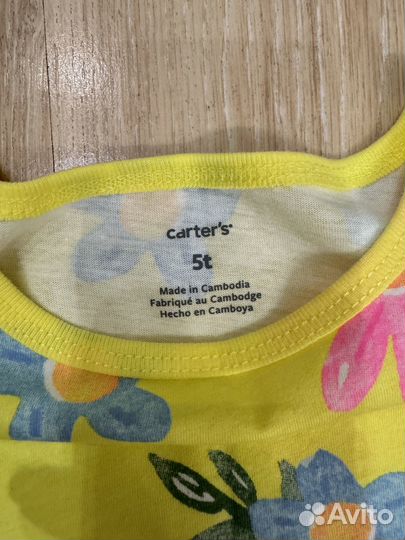 carter's
5t
Made in Cambodia
Fabriqué au Cambodge
Hecho en Camboya
Avito